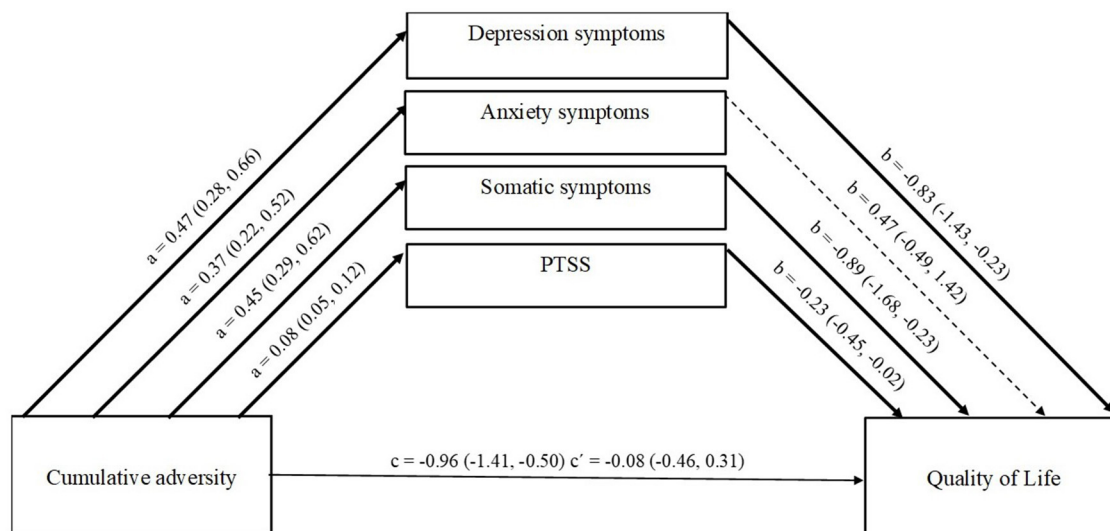 Depression symptoms
Anxiety symptoms
Somatic symptoms
PTSS
a = 0.47 (0.28, 0.66)
a = 0.37 (0.22, 0.52)
a = 0.45 (0.29, 0.62)
a = 0.08 (0.05, 0.12)
b = -0.83 (-1.43, -0.23)
b = 0.47 (-0.49, 1.42)
b = -0.89 (-1.68, -0.23)
b = -0.23 (-0.45, -0.02)
Cumulative adversity
c = -0.96 (-1.41, -0.50) c´ = -0.08 (-0.46, 0.31)
Quality of Life